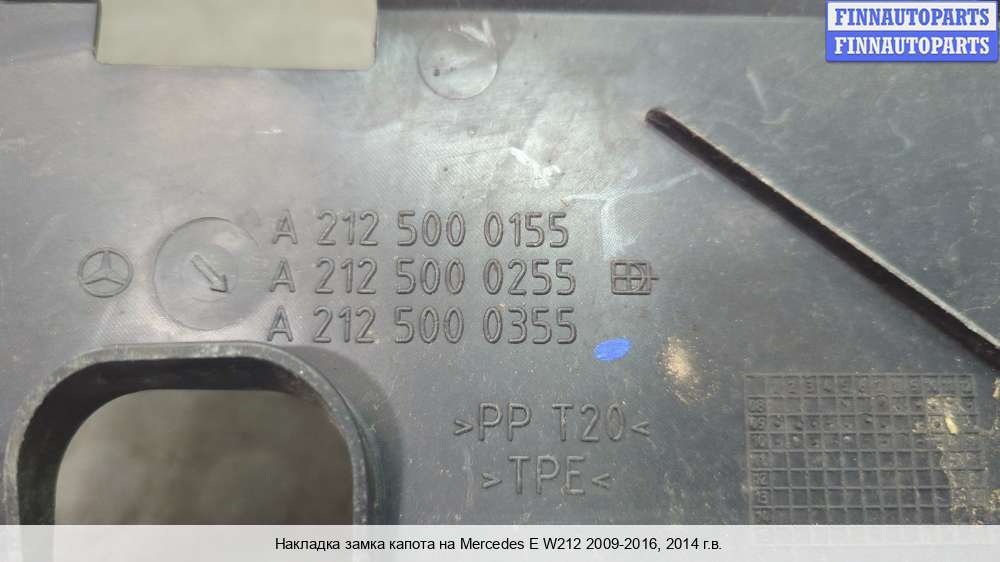 FINNAUTOPARTS
FINNAUTOPARTS
A 212 500 0155
A 212 500 0255
A 212 500 0355
>PP T20<
>TPE<
Накладка замка капота на Mercedes E W212 2009-2016, 2014 г.в.